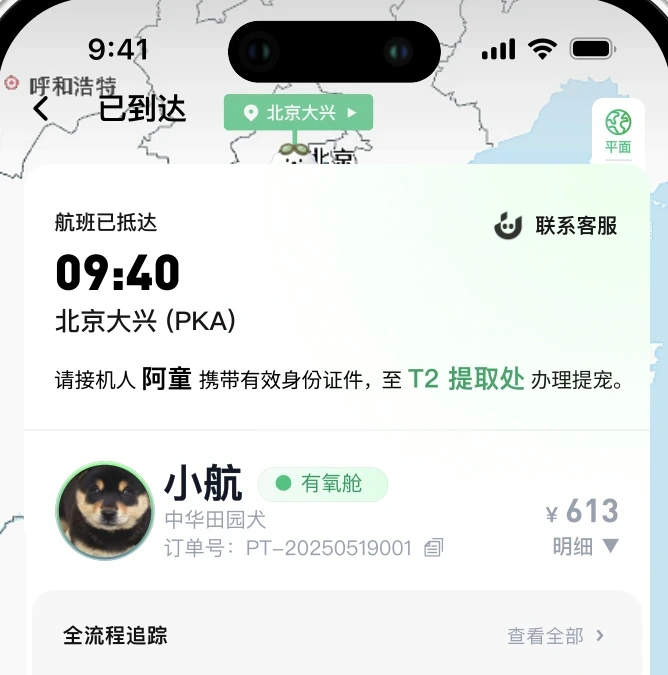 9:41
呼和浩特
已到达
北京大兴
北京
平面
航班已抵达
联系客服
09:40
北京大兴 (PKA)
请接机人 阿童 携带有效身份证件，至 T2 提取处 办理提宠。
小航
有氧舱
中华田园犬
¥ 613
订单号：PT-20250519001
明细
全流程追踪
查看全部